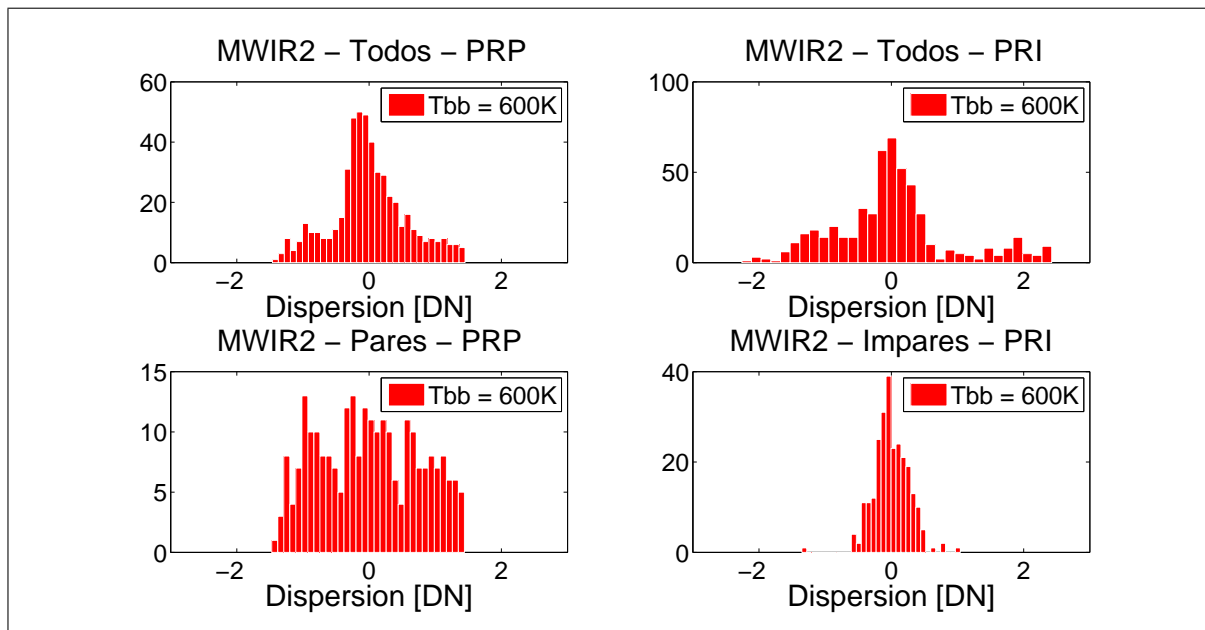 MWIR2 − Todos − PRP
60
40
20
0
−2 0 2
Dispersion [DN]
Tbb = 600K
MWIR2 − Todos − PRI
100
50
0
−2 0 2
Dispersion [DN]
Tbb = 600K
MWIR2 − Pares − PRP
15
10
5
0
−2 0 2
Dispersion [DN]
Tbb = 600K
MWIR2 − Impares − PRI
40
20
0
−2 0 2
Dispersion [DN]
Tbb = 600K